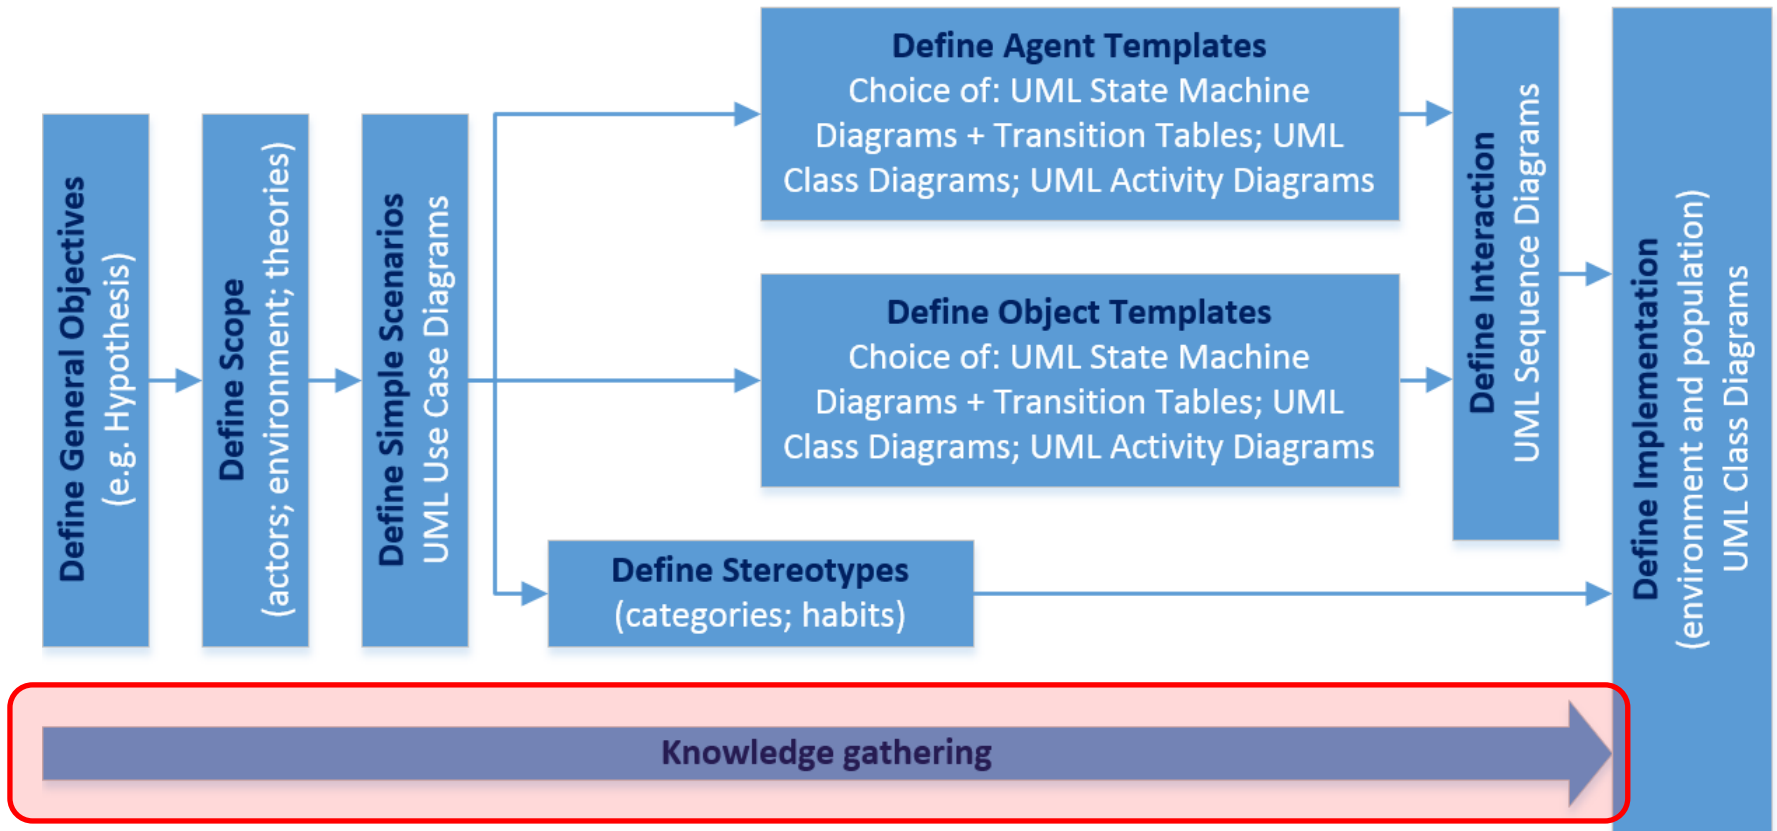 Define General Objectives
(e.g. Hypothesis)
Define Scope
(actors; environment; theories)
Define Simple Scenarios
UML Use Case Diagrams
Define Agent Templates
Choice of: UML State Machine
Diagrams + Transition Tables; UML
Class Diagrams; UML Activity Diagrams
Define Object Templates
Choice of: UML State Machine
Diagrams + Transition Tables; UML
Class Diagrams; UML Activity Diagrams
Define Stereotypes
(categories; habits)
Define Interaction
UML Sequence Diagrams
Define Implementation
(environment and population)
UML Class Diagrams
Knowledge gathering